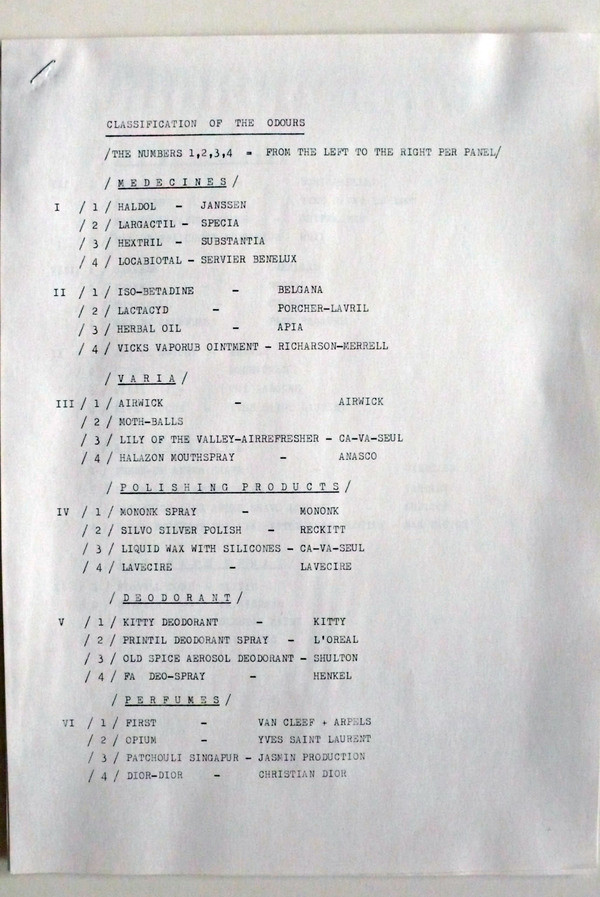 CLASSIFICATION OF THE ODOURS
/THE NUMBERS 1,2,3,4 = FROM THE LEFT TO THE RIGHT PER PANEL/
/ MEDECINES /
I / 1 / HALDOL - JANSSEN
/ 2 / LARGACTIL - SPECIA
/ 3 / HEXTRIL - SUBSTANTIA
/ 4 / LOCABIOTAL - SERVIER BENELUX
II / 1 / ISO-BETADINE - BELGANA
/ 2 / LACTACYD - PORCHER-LAVRIL
/ 3 / HERBAL OIL - APIA
/ 4 / VICKS VAPORUB OINTMENT - RICHARSON-MERRELL
/ VARIA /
III / 1 / AIRWICK - AIRWICK
/ 2 / MOTH-BALLS
/ 3 / LILY OF THE VALLEY-AIRREFRESHER - CA-VA-SEUL
/ 4 / HALAZON MOUTHSPRAY - ANASCO
/ POLISHING PRODUCTS /
IV / 1 / MONONK SPRAY - MONONK
/ 2 / SILVO SILVER POLISH - RECKITT
/ 3 / LIQUID WAX WITH SILICONES - CA-VA-SEUL
/ 4 / LAVECIRE - LAVECIRE
/ DEODORANT /
V / 1 / KITTY DEODORANT - KITTY
/ 2 / PRINTIL DEODORANT SPRAY - L'OREAL
/ 3 / OLD SPICE AEROSOL DEODORANT - SHULTON
/ 4 / FA DEO-SPRAY - HENKEL
/ PERFUMES /
VI / 1 / FIRST - VAN CLEEF + ARPELS
/ 2 / OPIUM - YVES SAINT LAURENT
/ 3 / PATCHOULI SINGAPUR - JASMIN PRODUCTION
/ 4 / DIOR-DIOR - CHRISTIAN DIOR